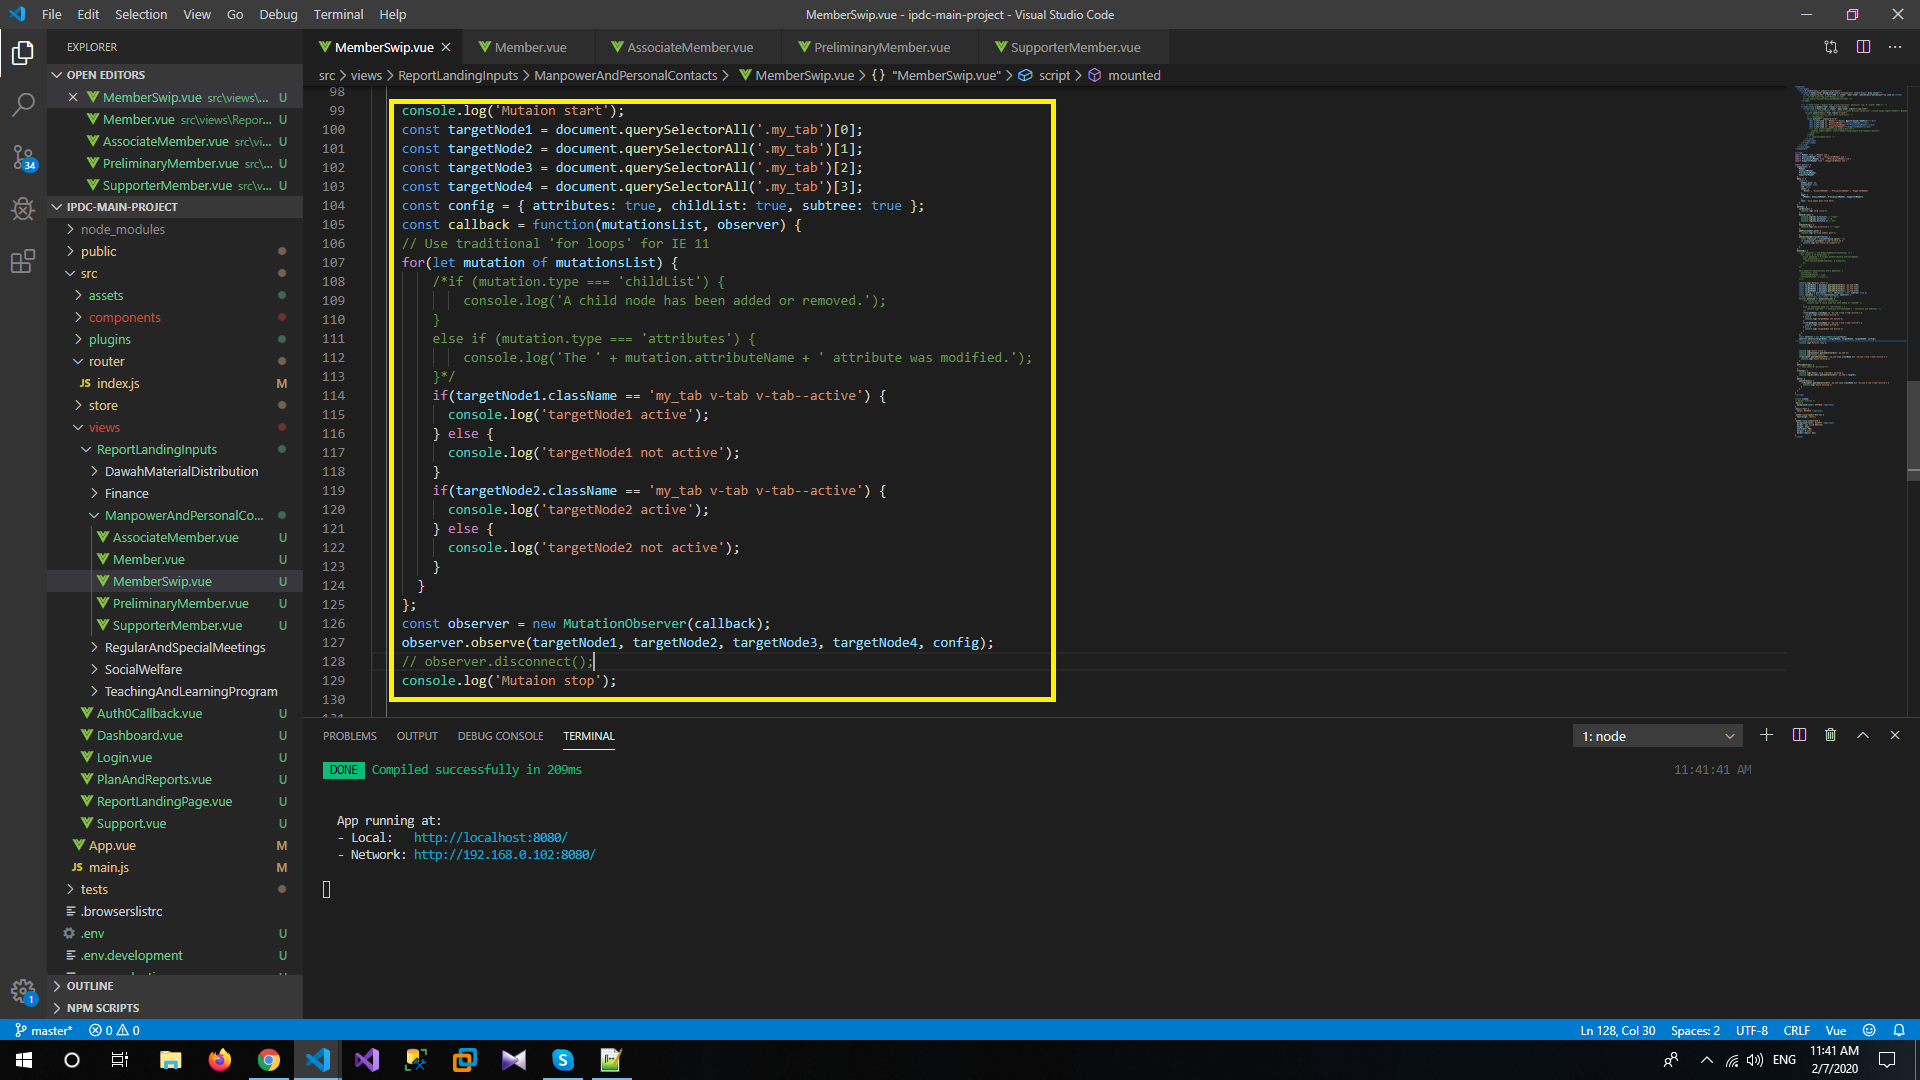 File Edit Selection View Go Debug Terminal Help
MemberSwip.vue - ipdc-main-project - Visual Studio Code
EXPLORER
MemberSwip.vue Member.vue AssociateMember.vue PreliminaryMember.vue SupporterMember.vue
OPEN EDITORS
src > views > ReportLandingInputs > ManpowerAndPersonalContacts > MemberSwip.vue > {} "MemberSwip.vue" > script > mounted
MemberSwip.vue src\views\... U
Member.vue src\views\Repor... U
AssociateMember.vue src\vi... U
PreliminaryMember.vue src\... U
SupporterMember.vue src\v... U
IPDC-MAIN-PROJECT
node_modules
public
src
assets
components
plugins
router
JS index.js M
store
views
ReportLandingInputs
DawahMaterialDistribution
Finance
ManpowerAndPersonalCo...
AssociateMember.vue U
Member.vue U
MemberSwip.vue U
PreliminaryMember.vue U
SupporterMember.vue U
RegularAndSpecialMeetings
SocialWelfare
TeachingAndLearningProgram
Auth0Callback.vue U
Dashboard.vue U
Login.vue U
PlanAndReports.vue U
ReportLandingPage.vue U
Support.vue U
App.vue M
JS main.js M
tests
.browserslistrc
.env U
.env.development U
OUTLINE
NPM SCRIPTS
34
1
98
99 console.log('Mutaion start');
100 const targetNode1 = document.querySelectorAll('.my_tab')[0];
101 const targetNode2 = document.querySelectorAll('.my_tab')[1];
102 const targetNode3 = document.querySelectorAll('.my_tab')[2];
103 const targetNode4 = document.querySelectorAll('.my_tab')[3];
104 const config = { attributes: true, childList: true, subtree: true };
105 const callback = function(mutationsList, observer) {
106 // Use traditional 'for loops' for IE 11
107 for(let mutation of mutationsList) {
108 /*if (mutation.type === 'childList') {
109 console.log('A child node has been added or removed.');
110 }
111 else if (mutation.type === 'attributes') {
112 console.log('The ' + mutation.attributeName + ' attribute was modified.');
113 }*/
114 if(targetNode1.className == 'my_tab v-tab v-tab--active') {
115 console.log('targetNode1 active');
116 } else {
117 console.log('targetNode1 not active');
118 }
119 if(targetNode2.className == 'my_tab v-tab v-tab--active') {
120 console.log('targetNode2 active');
121 } else {
122 console.log('targetNode2 not active');
123 }
124 }
125 };
126 const observer = new MutationObserver(callback);
127 observer.observe(targetNode1, targetNode2, targetNode3, targetNode4, config);
128 // observer.disconnect();
129 console.log('Mutaion stop');
130
PROBLEMS OUTPUT DEBUG CONSOLE TERMINAL
1: node
DONE Compiled successfully in 209ms 11:41:41 AM
App running at:
- Local: http://localhost:8080/
- Network: http://192.168.0.102:8080/
master* 0 0
Ln 128, Col 30 Spaces: 2 UTF-8 CRLF Vue
ENG
11:41 AM
2/7/2020